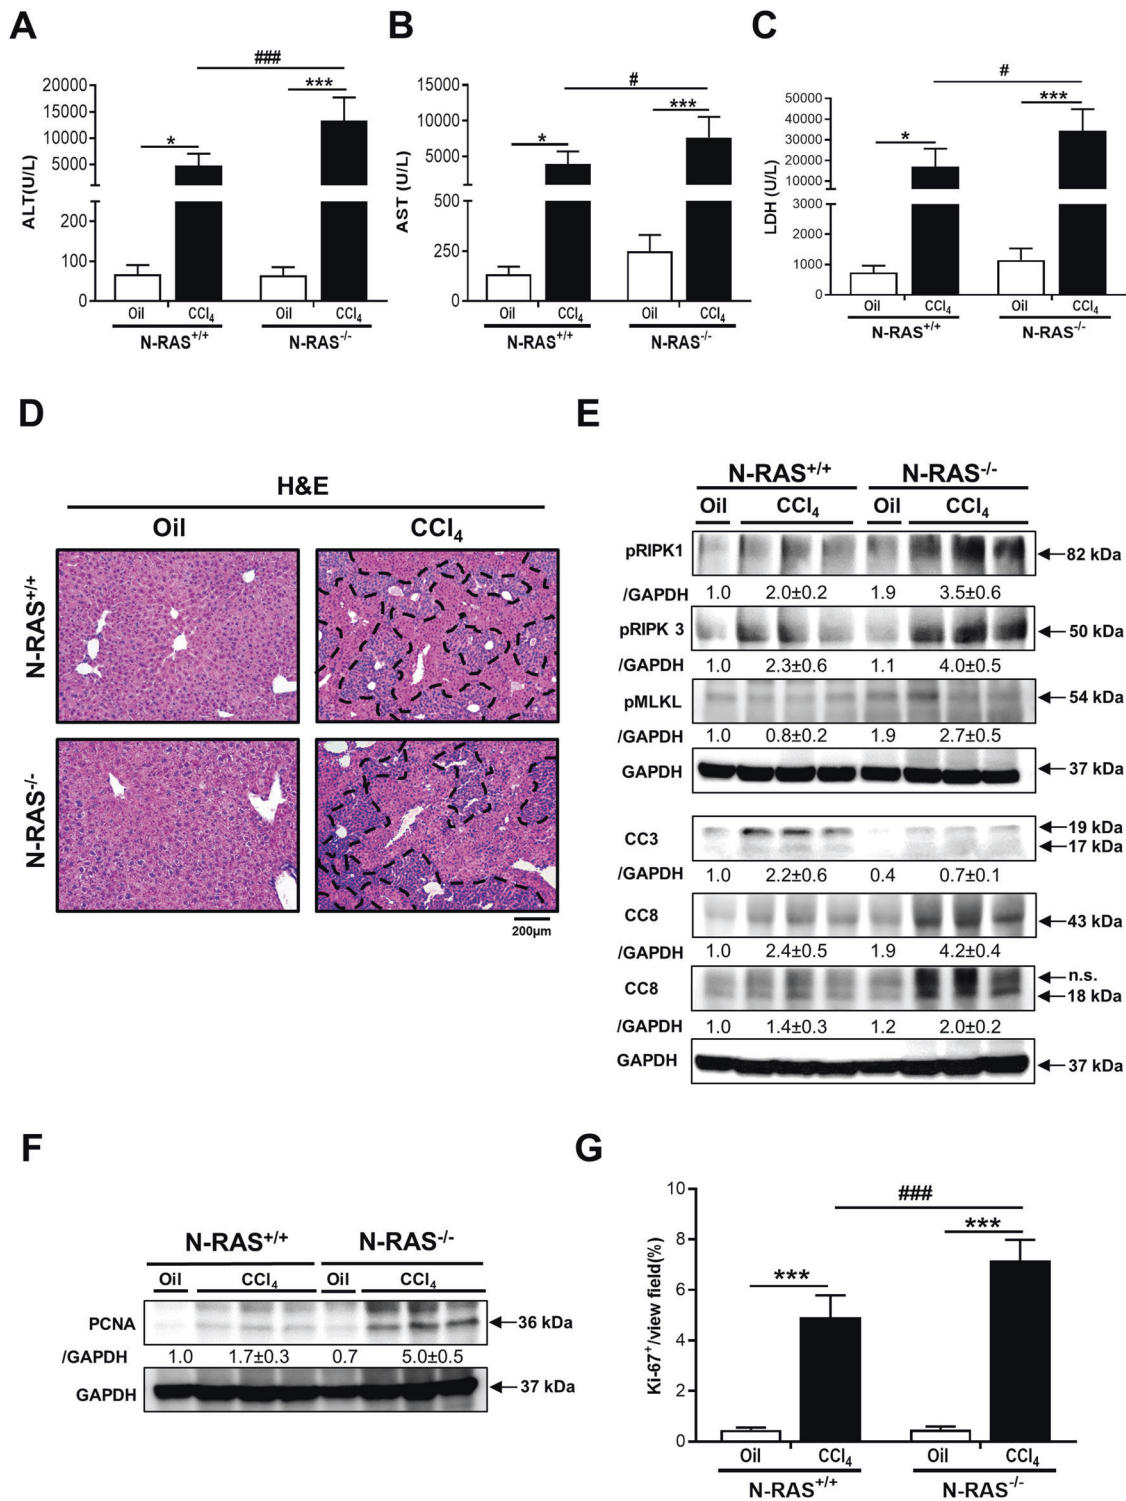 A
###
***
*
20000
15000
10000
5000
200
100
0
ALT(U/L)
Oil
CCl₄
Oil
CCl₄
N-RAS⁺/⁺
N-RAS⁻/⁻
B
#
***
*
15000
10000
5000
500
250
0
AST (U/L)
Oil
CCl₄
Oil
CCl₄
N-RAS⁺/⁺
N-RAS⁻/⁻
C
#
***
*
50000
40000
30000
20000
10000
3000
2000
1000
0
LDH (U/L)
Oil
CCl₄
Oil
CCl₄
N-RAS⁺/⁺
N-RAS⁻/⁻
D
H&E
Oil
CCl₄
N-RAS⁺/⁺
N-RAS⁻/⁻
200µm
E
N-RAS⁺/⁺
N-RAS⁻/⁻
Oil
CCl₄
Oil
CCl₄
pRIPK1
82 kDa
/GAPDH 1.0 2.0±0.2 1.9 3.5±0.6
pRIPK 3
50 kDa
/GAPDH 1.0 2.3±0.6 1.1 4.0±0.5
pMLKL
54 kDa
/GAPDH 1.0 0.8±0.2 1.9 2.7±0.5
GAPDH
37 kDa
CC3
19 kDa
17 kDa
/GAPDH 1.0 2.2±0.6 0.4 0.7±0.1
CC8
43 kDa
/GAPDH 1.0 2.4±0.5 1.9 4.2±0.4
CC8
n.s.
18 kDa
/GAPDH 1.0 1.4±0.3 1.2 2.0±0.2
GAPDH
37 kDa
F
N-RAS⁺/⁺
N-RAS⁻/⁻
Oil
CCl₄
Oil
CCl₄
PCNA
36 kDa
/GAPDH 1.0 1.7±0.3 0.7 5.0±0.5
GAPDH
37 kDa
G
###
***
***
10
8
6
4
2
0
Ki-67⁺/view field(%)
Oil
CCl₄
Oil
CCl₄
N-RAS⁺/⁺
N-RAS⁻/⁻